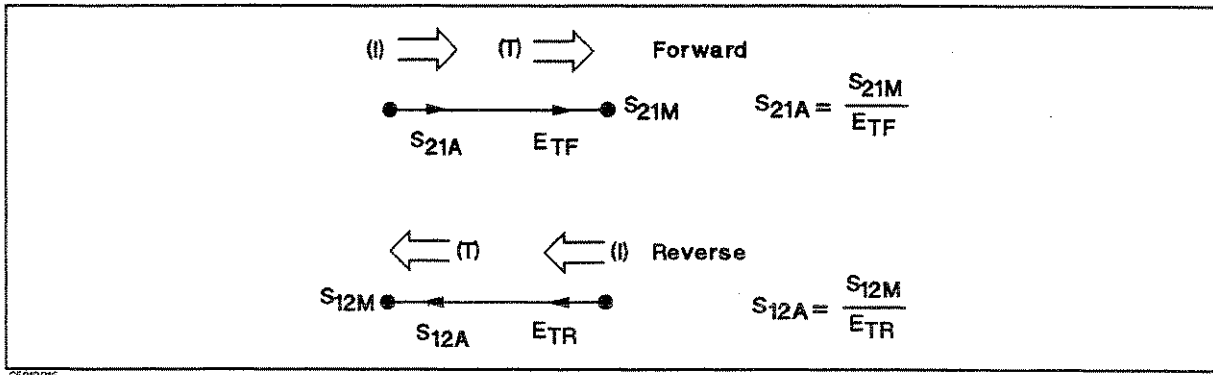 (I) (T) Forward
S21M
S21A = S21M / ETF
S21A ETF
(T) (I) Reverse
S12M
S12A = S12M / ETR
S12A ETR